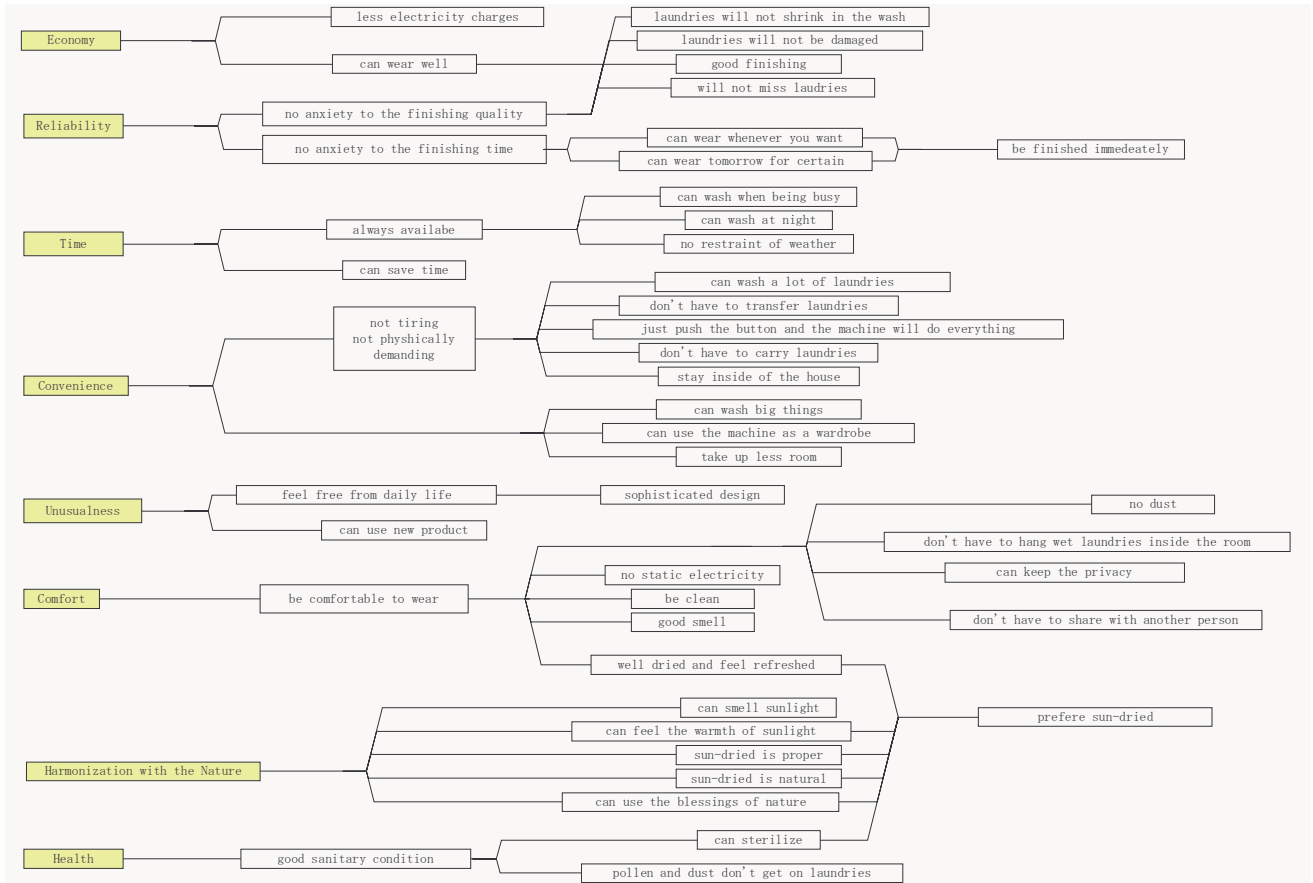 less electricity charges
laundries will not shrink in the wash
Economy
laundries will not be damaged
can wear well
good finishing
will not miss laudries
no anxiety to the finishing quality
Reliability
can wear whenever you want
no anxiety to the finishing time
be finished immedeately
can wear tomorrow for certain
can wash when being busy
can wash at night
always availabe
Time
no restraint of weather
can save time
can wash a lot of laundries
don't have to transfer laundries
not tiring
not physhically
demanding
just push the button and the machine will do everything
don't have to carry laundries
stay inside of the house
Convenience
can wash big things
can use the machine as a wardrobe
take up less room
feel free from daily life
sophisticated design
Unusualness
can use new product
no dust
don't have to hang wet laundries inside the room
can keep the privacy
no static electricity
Comfort
be comfortable to wear
be clean
good smell
don't have to share with another person
well dried and feel refreshed
can smell sunlight
prefere sun-dried
can feel the warmth of sunlight
sun-dried is proper
Harmonization with the Nature
sun-dried is natural
can use the blessings of nature
can sterilize
Health
good sanitary condition
pollen and dust don't get on laundries